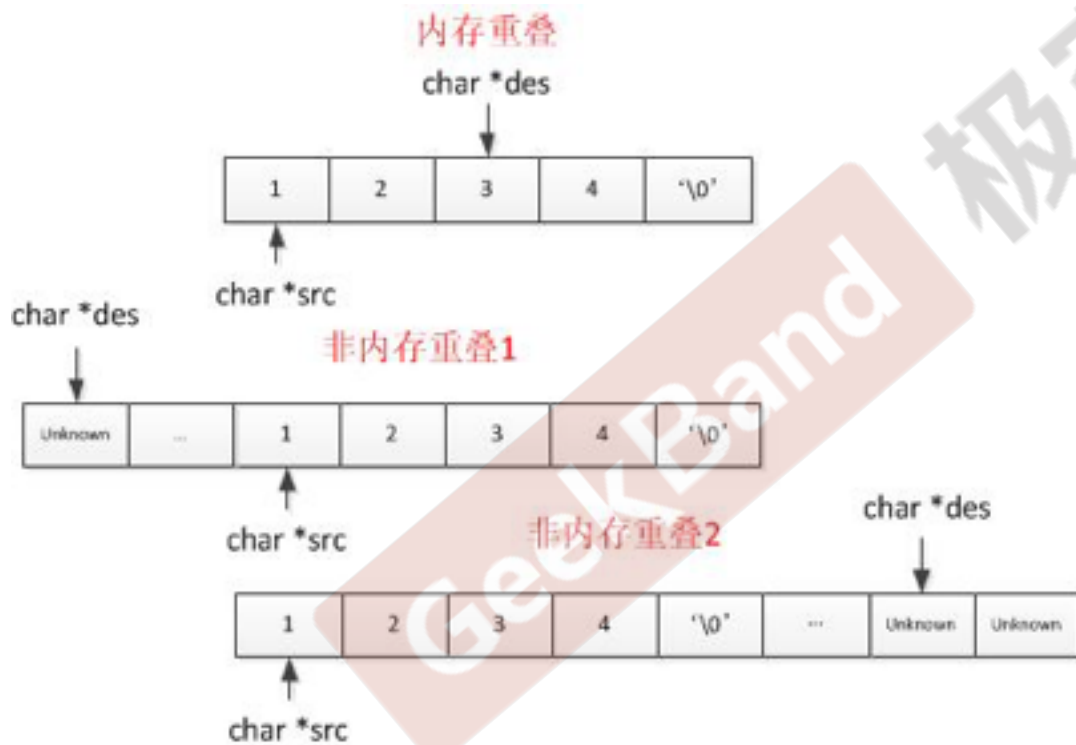 内存重叠
char *des
1 2 3 4 ‘\0’
char *src
char *des
非内存重叠1
Unknown ... 1 2 3 4 ‘\0’
char *src
非内存重叠2
char *des
1 2 3 4 ‘\0’ ... Unknown Unknown
char *src
GeekBand
极